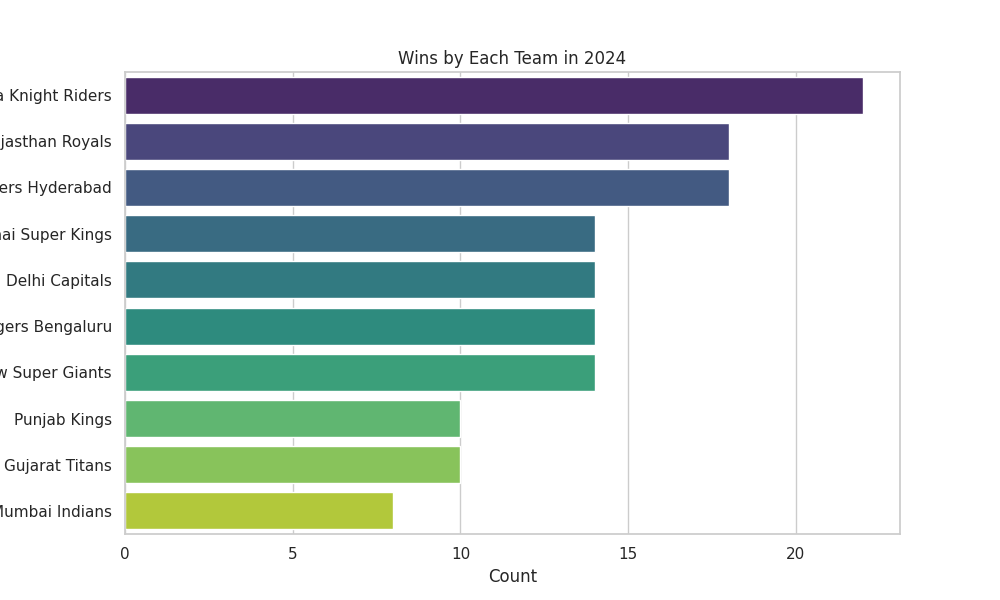 Wins by Each Team in 2024
a Knight Riders
jasthan Royals
ers Hyderabad
ai Super Kings
Delhi Capitals
gers Bengaluru
w Super Giants
Punjab Kings
Gujarat Titans
Mumbai Indians
0 5 10 15 20
Count